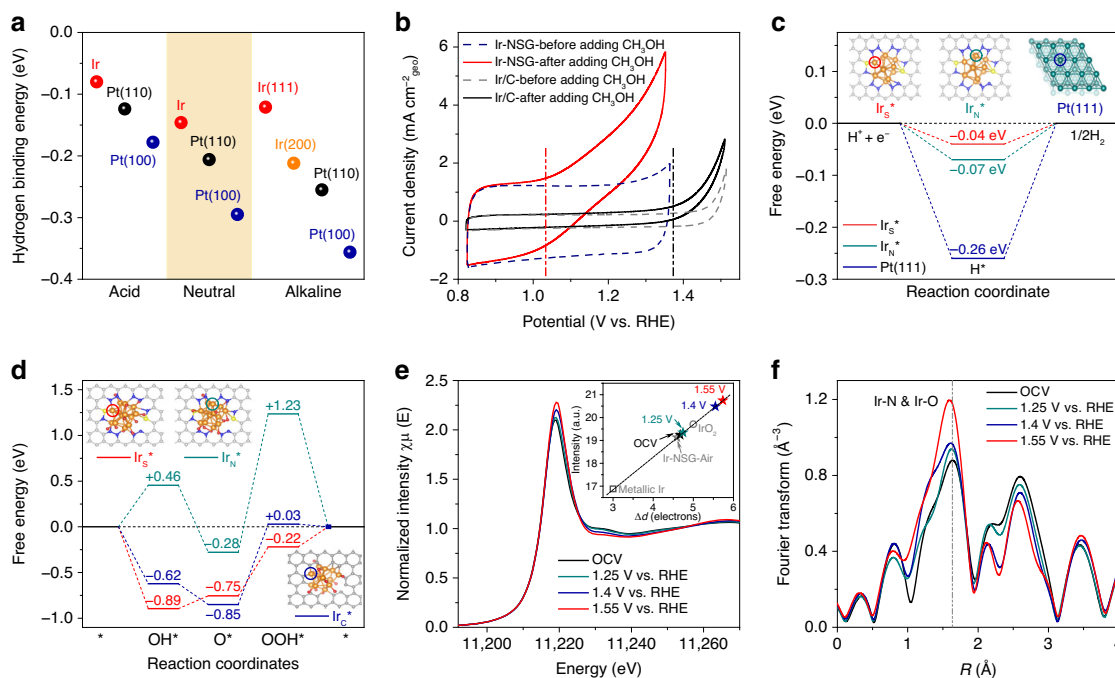 a
Hydrogen binding energy (eV)
0.0
−0.1
−0.2
−0.3
−0.4
Ir
Pt(110)
Pt(100)
Ir
Pt(110)
Pt(100)
Ir(111)
Ir(200)
Pt(110)
Pt(100)
Acid
Neutral
Alkaline
b
Current density (mA cm⁻²geo)
6
4
2
0
−2
Ir-NSG-before adding CH₃OH
Ir-NSG-after adding CH₃OH
Ir/C-before adding CH₃OH
Ir/C-after adding CH₃OH
0.8 1.0 1.2 1.4 1.6
Potential (V vs. RHE)
c
Free energy (eV)
0.1
0.0
−0.1
−0.2
−0.3
Ir_S*
Ir_N*
Pt(111)
H⁺ + e⁻
−0.04 eV
−0.07 eV
1/2H₂
−0.26 eV
H*
Ir_S*
Ir_N*
Pt(111)
Reaction coordinate
d
Free energy (eV)
1.5
1.0
0.5
0.0
−0.5
−1.0
Ir_S*
Ir_N*
+1.23
+0.46
−0.28
+0.03
−0.22
−0.62
−0.75
−0.89
−0.85
Ir_C*
* OH* O* OOH* *
Reaction coordinates
e
Normalized intensity χμ (E)
2.5
2.0
1.5
1.0
0.5
0.0
Intensity (a.u.)
21
20
19
18
17
1.55 V
1.4 V
1.25 V
IrO₂
OCV
Ir-NSG-Air
Metallic Ir
3 4 5 6
Δd (electrons)
OCV
1.25 V vs. RHE
1.4 V vs. RHE
1.55 V vs. RHE
11,200 11,220 11,240 11,260
Energy (eV)
f
Fourier transform (Å⁻³)
1.2
0.8
0.4
0.0
Ir-N & Ir-O
OCV
1.25 V vs. RHE
1.4 V vs. RHE
1.55 V vs. RHE
0 1 2 3 4
R (Å)